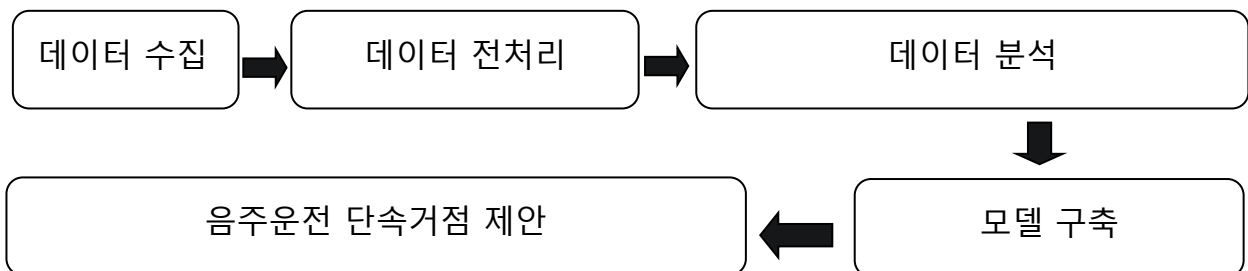 데이터 수집
데이터 전처리
데이터 분석
모델 구축
음주운전 단속거점 제안